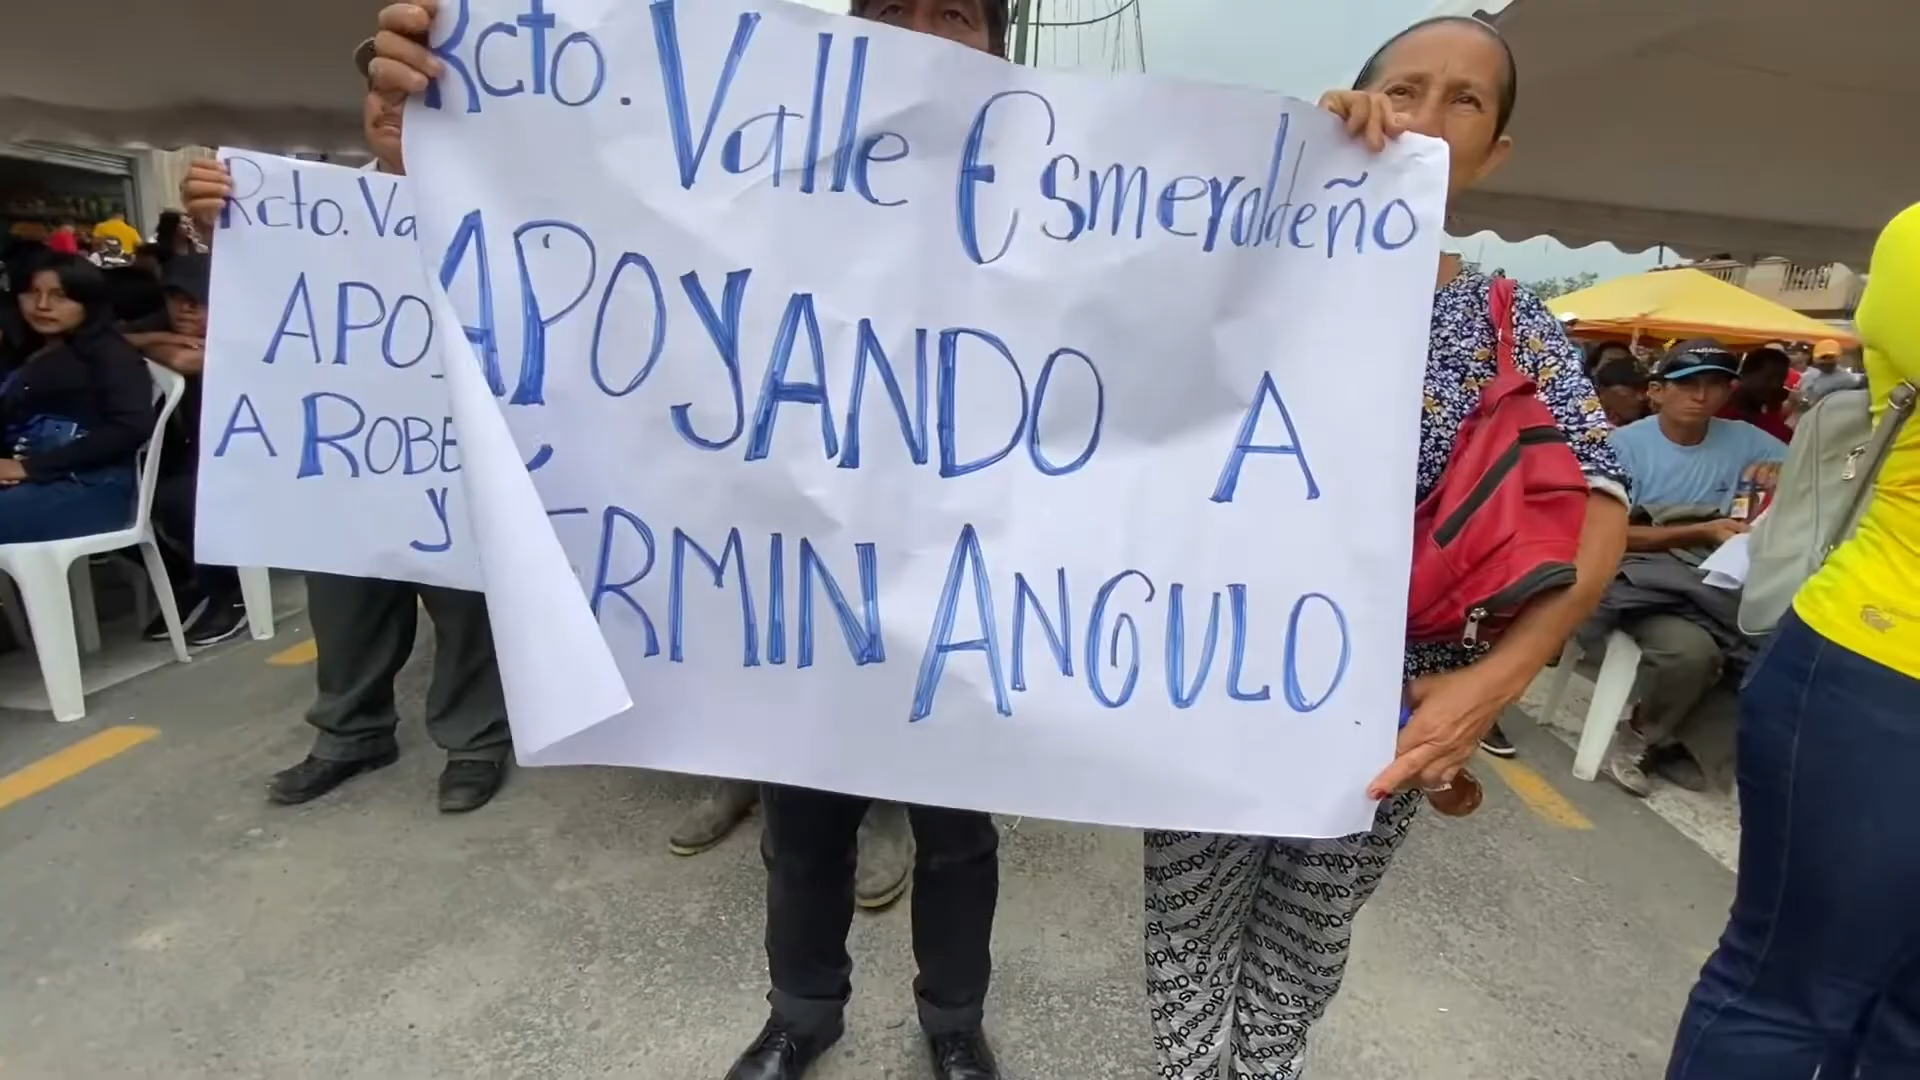 Rcto. Valle Esmeraldeño
APOYANDO A
ERMIN ANGULO
Rcto. Va
APO
A ROBE
y